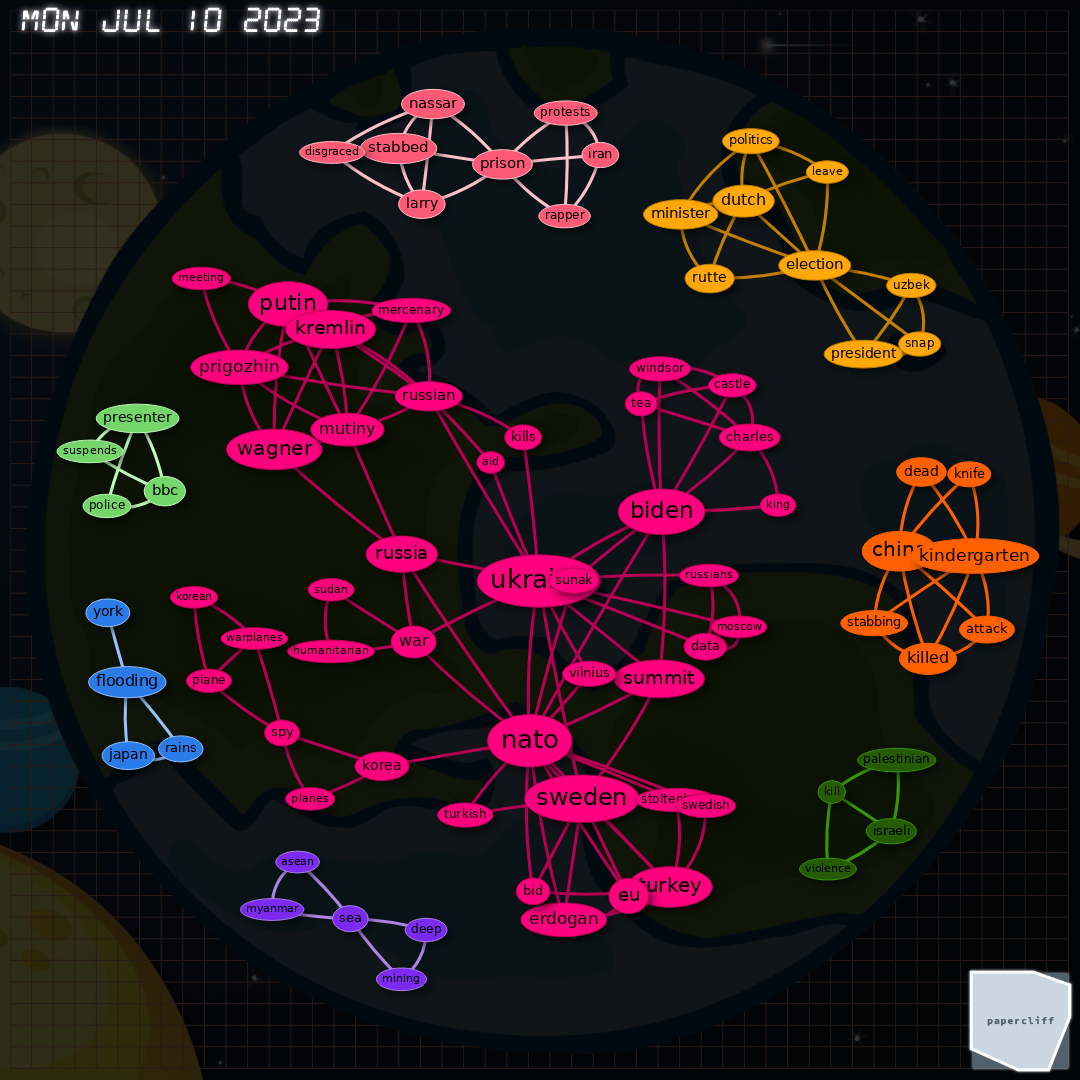 MON JUL 10 2023
nassar
protests
disgraced
stabbed
prison
iran
larry
rapper
politics
leave
dutch
minister
election
rutte
uzbek
snap
president
meeting
putin
mercenary
kremlin
prigozhin
russian
mutiny
wagner
kills
aid
windsor
castle
tea
charles
king
biden
presenter
suspends
bbc
police
dead
knife
kindergarten
stabbing
attack
killed
russia
sunak
russians
moscow
data
korean
sudan
warplanes
humanitarian
war
plane
vilnius
summit
york
flooding
japan
rains
spy
nato
korea
planes
sweden
swedish
turkish
palestinian
kill
israeli
violence
turkey
eu
bid
erdogan
asean
myanmar
sea
deep
mining
papercliff